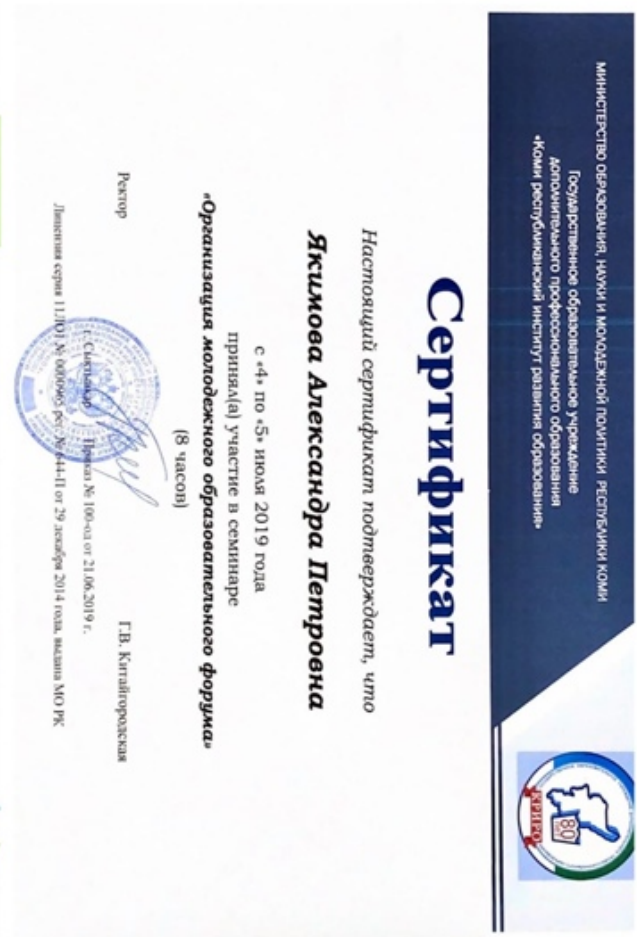 МИНИСТЕРСТВО ОБРАЗОВАНИЯ, НАУКИ И МОЛОДЕЖНОЙ ПОЛИТИКИ РЕСПУБЛИКИ КОМИ
Государственное образовательное учреждение
дополнительного профессионального образования
«Коми республиканский институт развития образования»
80
КРИРО
Сертификат
Настоящий сертификат подтверждает, что
Якимова Александра Петровна
с «4» по «5» июля 2019 года
принял(а) участие в семинаре
«Организация молодежного образовательного форума»
(8 часов)
Ректор Г.В. Китайгородская
г. Сыктывкар Приказ № 100-од от 21.06.2019 г.
Лицензия серия 11Л01 № рег. № 644-П от 29 декабря 2014 года, выдана МО РК